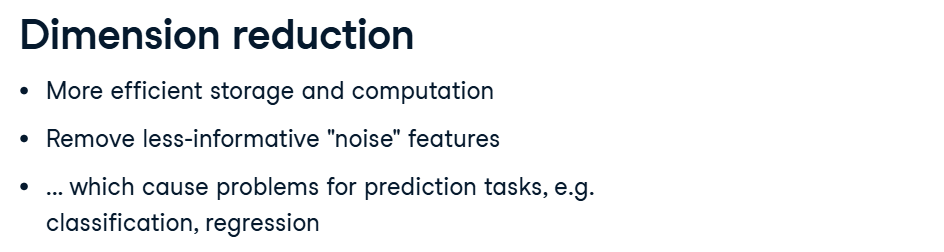 Dimension reduction
• More efficient storage and computation
• Remove less-informative "noise" features
• ... which cause problems for prediction tasks, e.g.
classification, regression